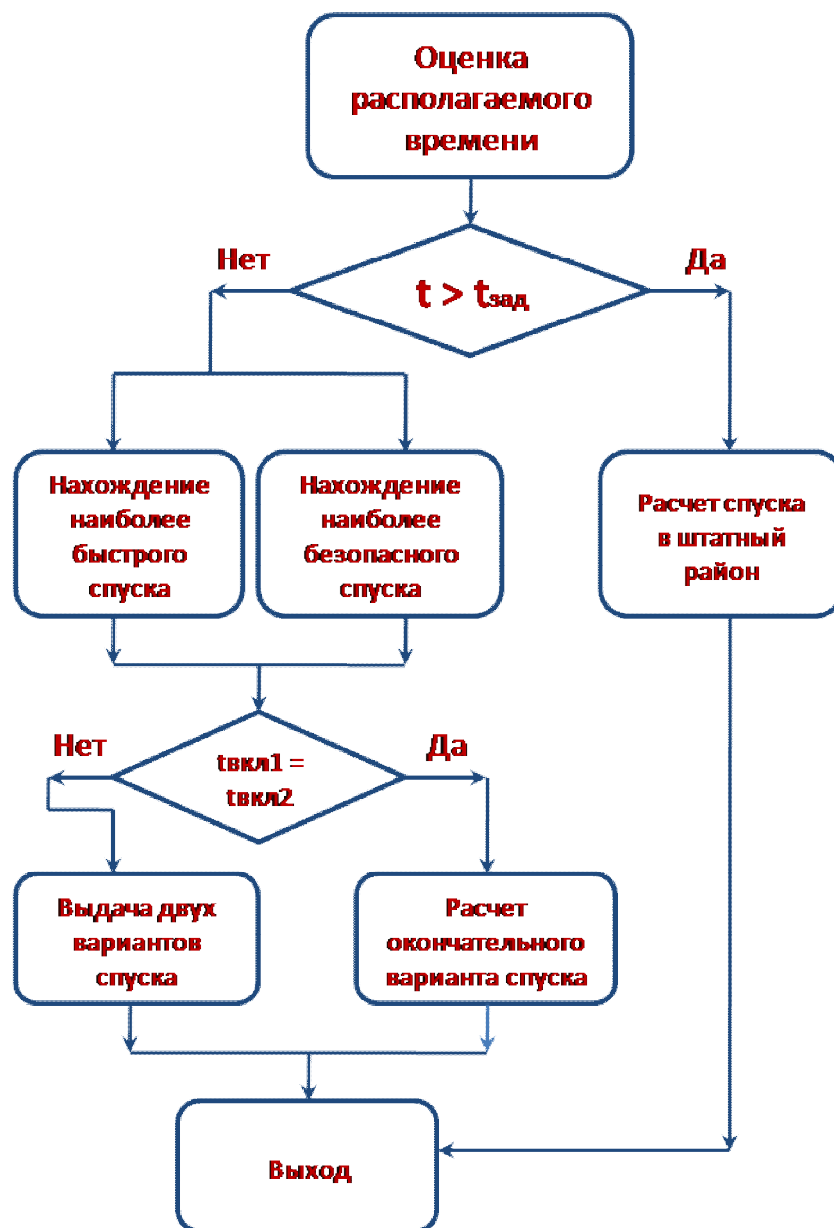 Оценка
располагаемого
времени
Нет
Да
t > tзад
Нахождение
наиболее
быстрого
спуска
Нахождение
наиболее
безопасного
спуска
Расчет спуска
в штатный
район
Нет
Да
tвкл1 =
tвкл2
Выдача двух
вариантов
спуска
Расчет
окончательного
варианта спуска
Выход